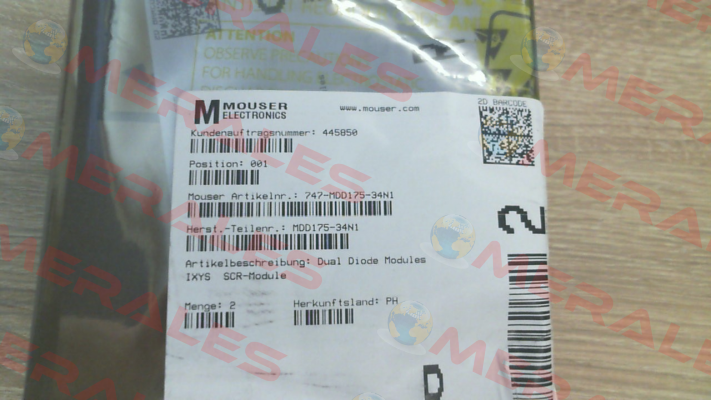 ATTENTION
OBSERVE
FOR HANDLING
MOUSER
ELECTRONICS
www.mouser.com
2D BARCODE
Kundenauftragsnummer: 445850
Position: 001
Mouser Artikelnr.: 747-MDD175-34N1
Herst.-Teilenr.: MDD175-34N1
Artikelbeschreibung: Dual Diode Modules
IXYS SCR-Module
Menge: 2
Herkunftsland: PH
2
D
MERALES